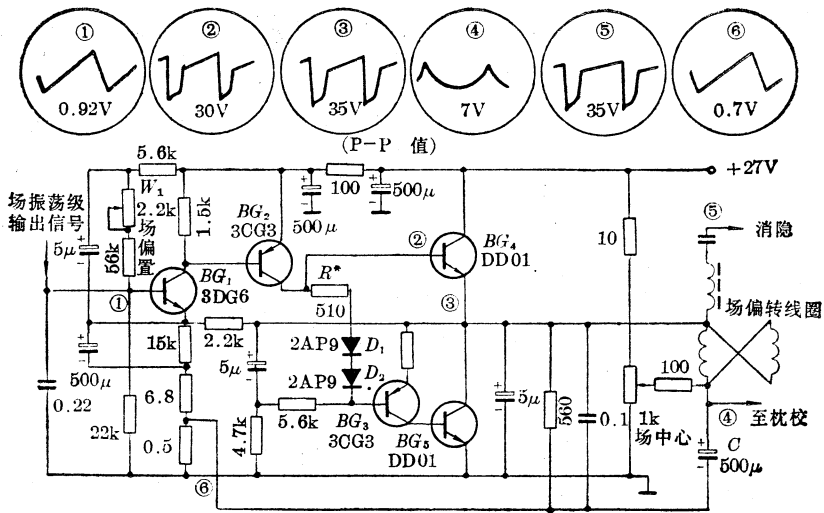 ① ② ③ ④ ⑤ ⑥
0.92V 30V 35V 7V 35V 0.7V
(P-P 值)
5.6k
W₁
2.2k
场偏置
56k
5μ
场振荡级
输出信号
1.5k
BG₂
3CG3
500μ
100
500μ
+27V
②
BG₄
DD01
10
⑤
消隐
①
BG₁
3DG6
R*
510
③
场偏转线圈
15k
2.2k
500μ
5μ
2AP9 D₁
2AP9 D₂
100
0.22
6.8
5.6k
BG₃
3CG3
5μ
560
0.1
1k
场中心
④
至枕校
22k
0.5
4.7k
BG₅
DD01
C
500μ
⑥